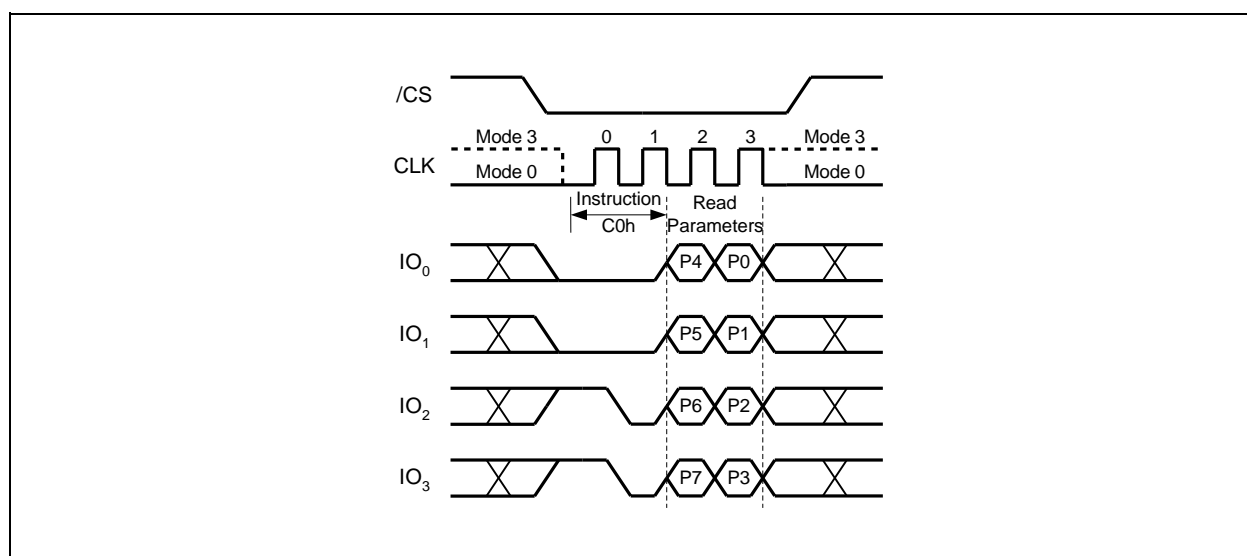 /CS
Mode 3 0 1 2 3 Mode 3
CLK
Mode 0 Mode 0
Instruction Read
C0h Parameters
IO0 P4 P0
IO1 P5 P1
IO2 P6 P2
IO3 P7 P3